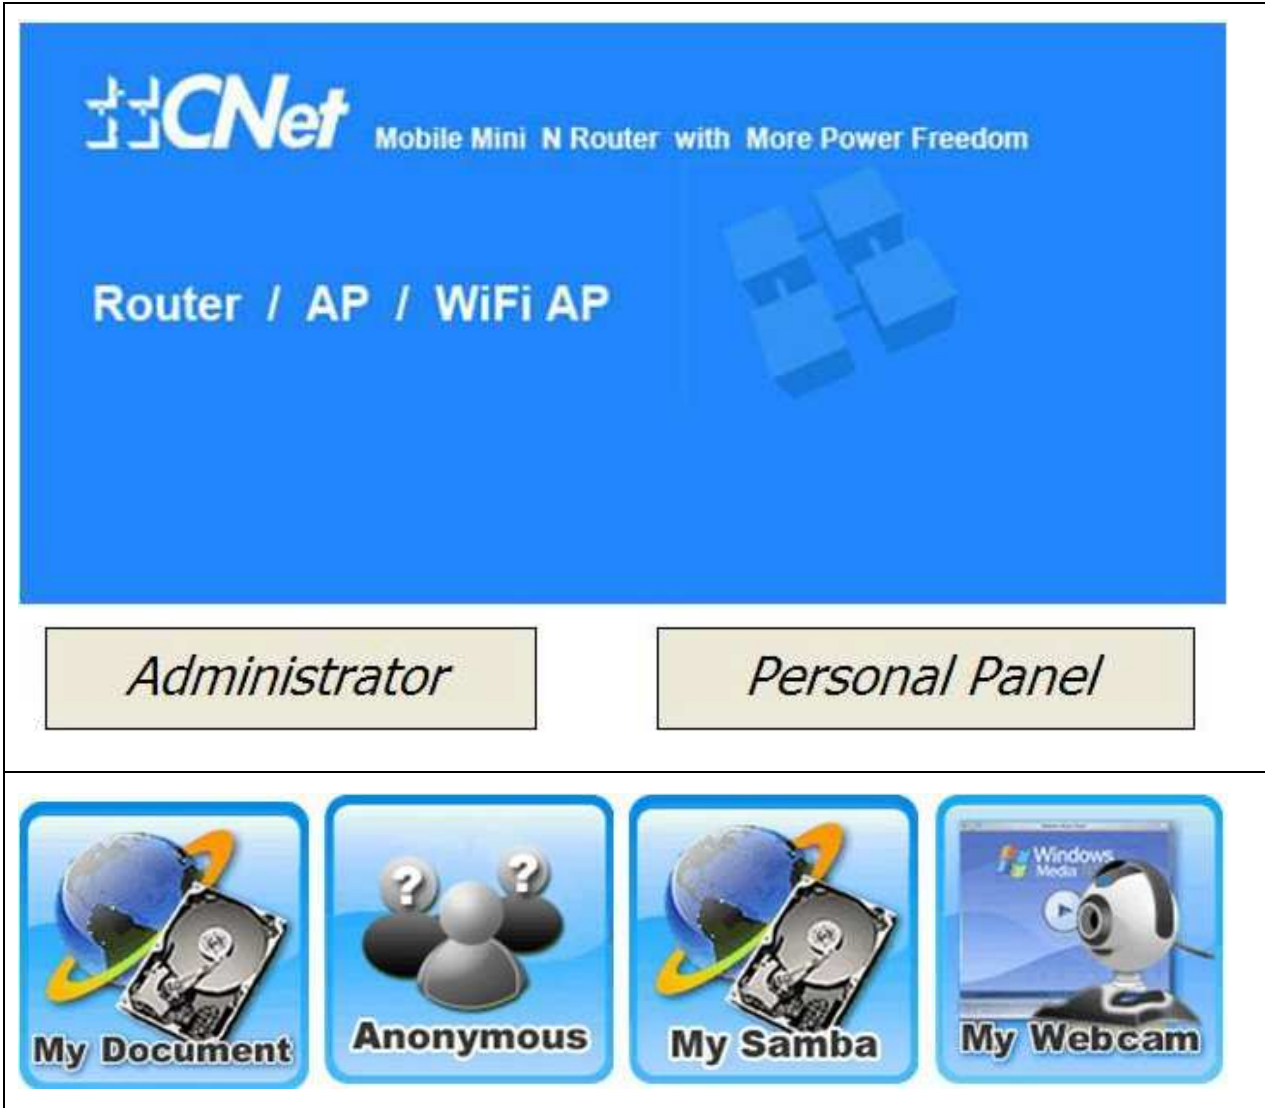 CNet Mobile Mini N Router with More Power Freedom
Router / AP / WiFi AP
Administrator
Personal Panel
? ?
Windows
Media
My Document
Anonymous
My Samba
My Webcam